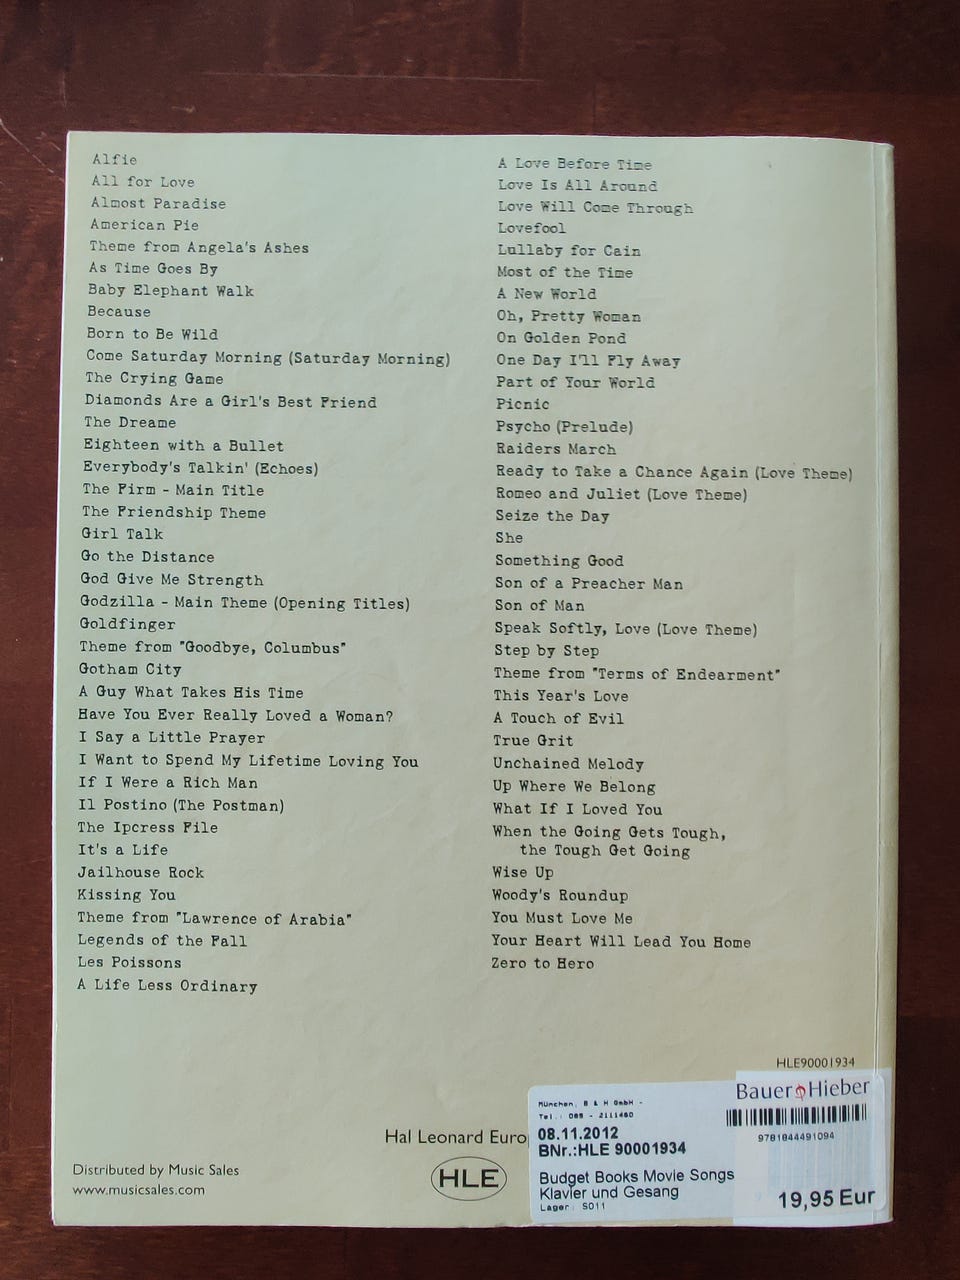 Alfie
All for Love
Almost Paradise
American Pie
Theme from Angela's Ashes
As Time Goes By
Baby Elephant Walk
Because
Born to Be Wild
Come Saturday Morning (Saturday Morning)
The Crying Game
Diamonds Are a Girl's Best Friend
The Dreame
Eighteen with a Bullet
Everybody's Talkin' (Echoes)
The Firm - Main Title
The Friendship Theme
Girl Talk
Go the Distance
God Give Me Strength
Godzilla - Main Theme (Opening Titles)
Goldfinger
Theme from "Goodbye, Columbus"
Gotham City
A Guy What Takes His Time
Have You Ever Really Loved a Woman?
I Say a Little Prayer
I Want to Spend My Lifetime Loving You
If I Were a Rich Man
Il Postino (The Postman)
The Ipcress File
It's a Life
Jailhouse Rock
Kissing You
Theme from "Lawrence of Arabia"
Legends of the Fall
Les Poissons
A Life Less Ordinary
A Love Before Time
Love Is All Around
Love Will Come Through
Lovefool
Lullaby for Cain
Most of the Time
A New World
Oh, Pretty Woman
On Golden Pond
One Day I'll Fly Away
Part of Your World
Picnic
Psycho (Prelude)
Raiders March
Ready to Take a Chance Again (Love Theme)
Romeo and Juliet (Love Theme)
Seize the Day
She
Something Good
Son of a Preacher Man
Son of Man
Speak Softly, Love (Love Theme)
Step by Step
Theme from "Terms of Endearment"
This Year's Love
A Touch of Evil
True Grit
Unchained Melody
Up Where We Belong
What If I Loved You
When the Going Gets Tough,
the Tough Get Going
Wise Up
Woody's Roundup
You Must Love Me
Your Heart Will Lead You Home
Zero to Hero
HLE90001934
Hal Leonard Euro
HLE
Distributed by Music Sales
www.musicsales.com
Bauer Hieber
München, B & H GmbH -
Tel.: 089 - 2111460
08.11.2012
BNr.:HLE 90001934
9781844491094
Budget Books Movie Songs
Klavier und Gesang
Lager: S011
19,95 Eur